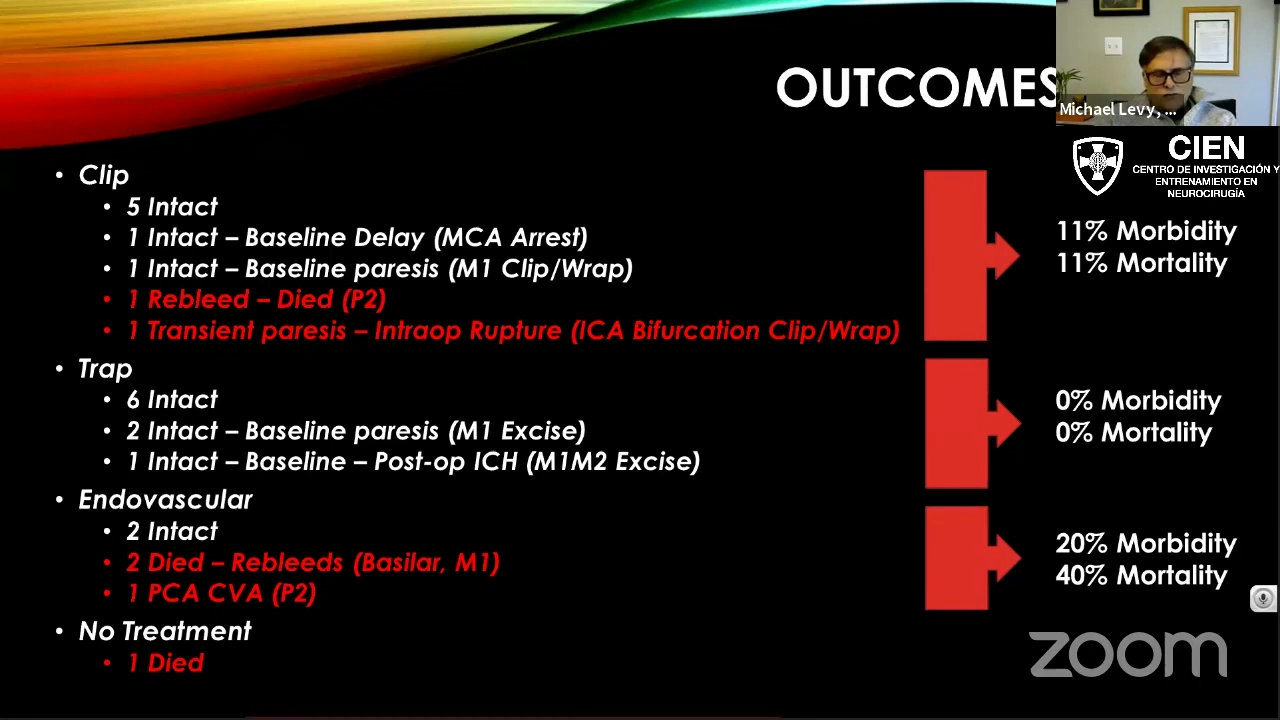 OUTCOMES
Michael Levy, ...
CIEN
CENTRO DE INVESTIGACIÓN Y
ENTRENAMIENTO EN
NEUROCIRUGÍA
• Clip
• 5 Intact
• 1 Intact – Baseline Delay (MCA Arrest)
• 1 Intact – Baseline paresis (M1 Clip/Wrap)
• 1 Rebleed – Died (P2)
• 1 Transient paresis – Intraop Rupture (ICA Bifurcation Clip/Wrap)
11% Morbidity
11% Mortality
• Trap
• 6 Intact
• 2 Intact – Baseline paresis (M1 Excise)
• 1 Intact – Baseline – Post-op ICH (M1M2 Excise)
0% Morbidity
0% Mortality
• Endovascular
• 2 Intact
• 2 Died – Rebleeds (Basilar, M1)
• 1 PCA CVA (P2)
20% Morbidity
40% Mortality
• No Treatment
• 1 Died
zoom